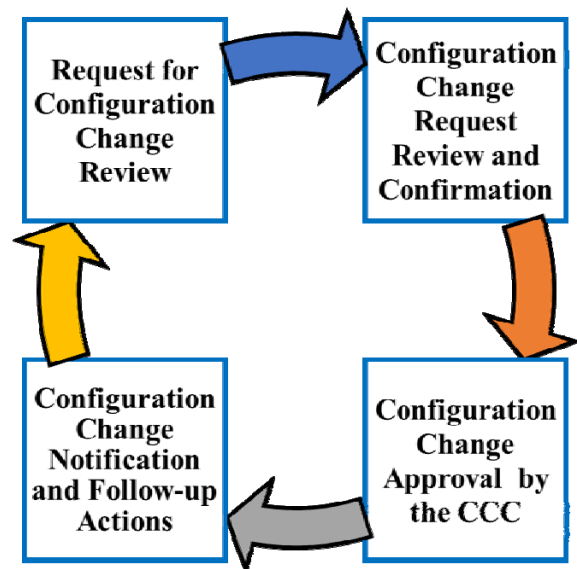 Request for
Configuration
Change
Review
Configuration
Change
Request
Review and
Confirmation
Configuration
Change
Approval by
the CCC
Configuration
Change
Notification
and Follow-up
Actions